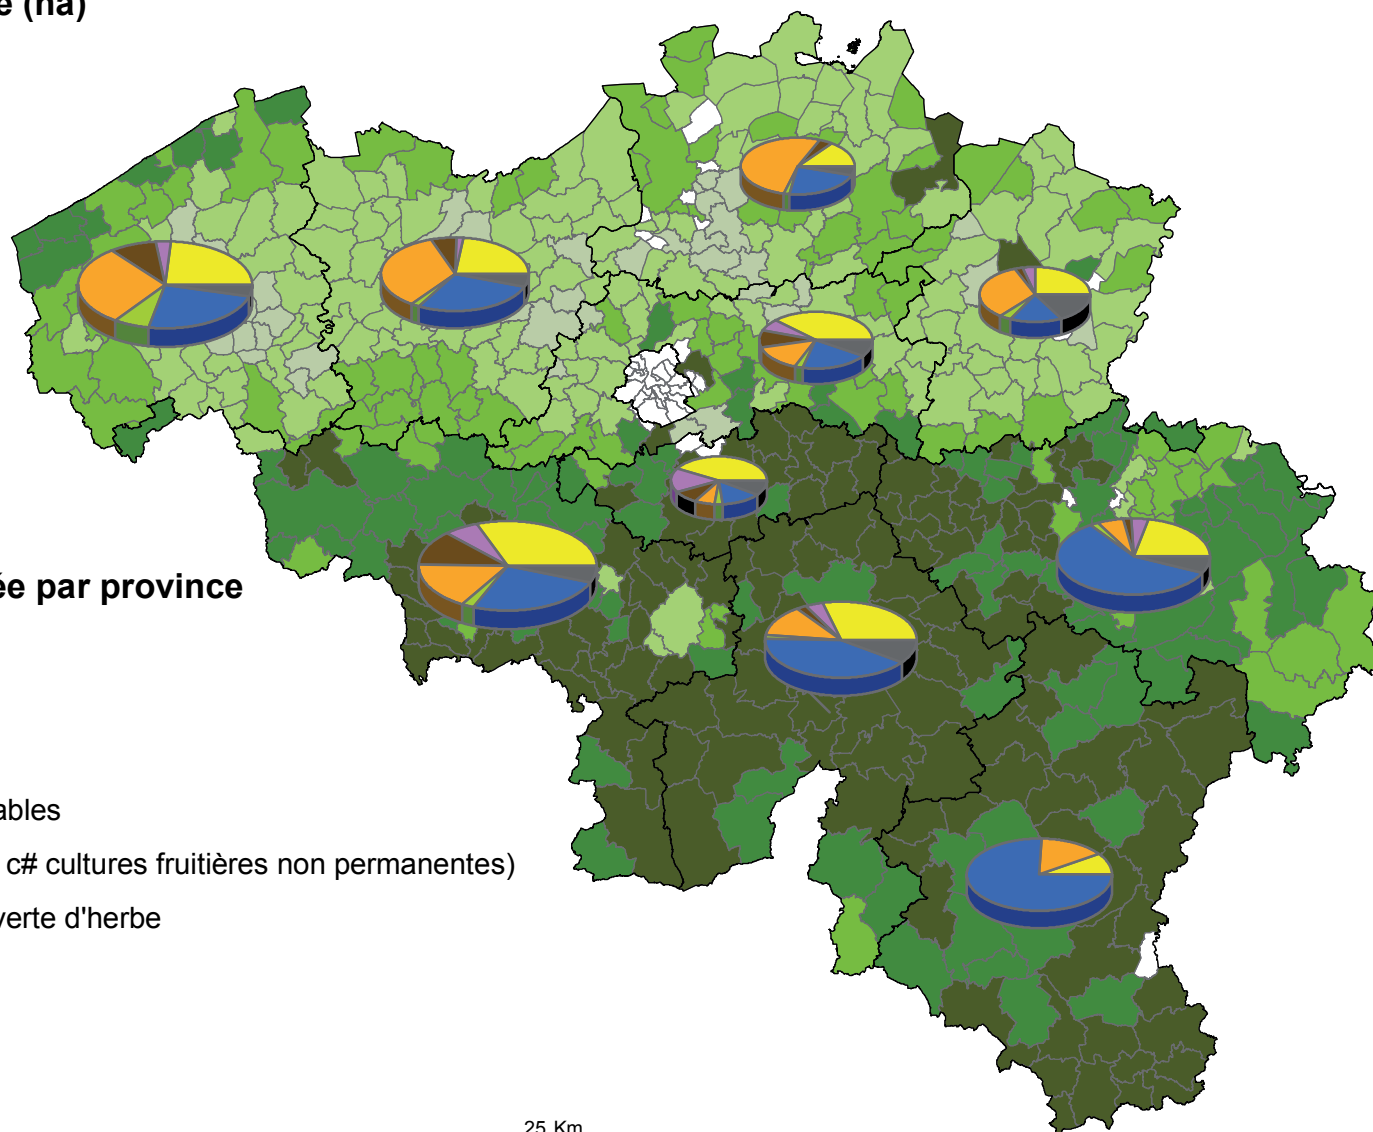 e (ha)
ée par province
ables
c# cultures fruitières non permanentes)
verte d'herbe
25 Km